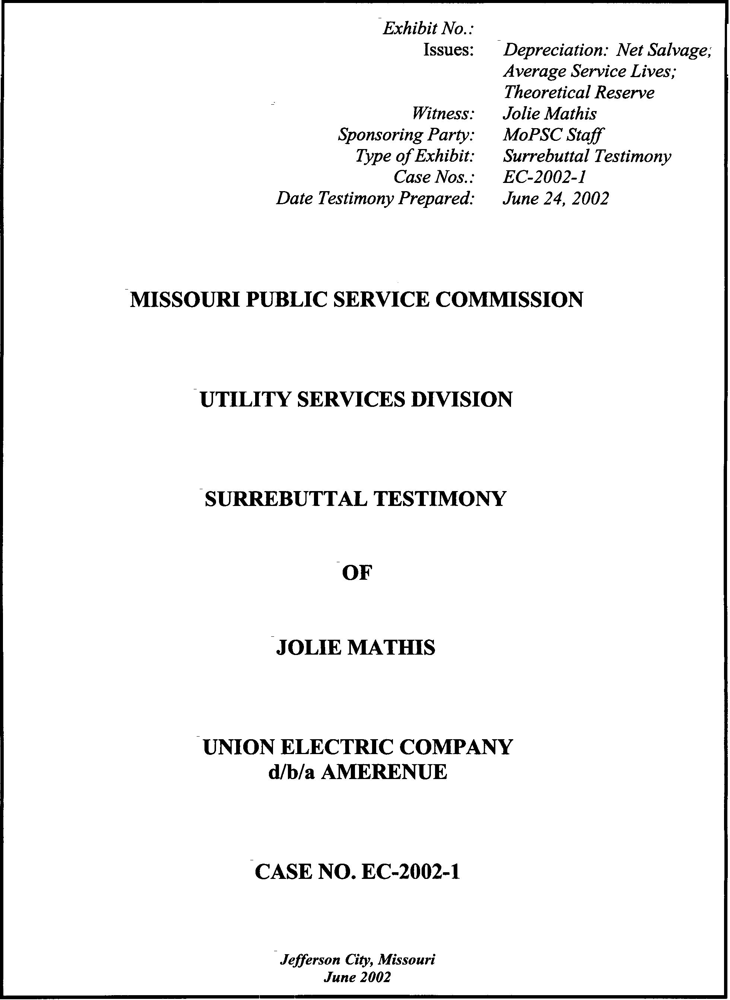 Exhibit No.:
Issues: Depreciation: Net Salvage;
Average Service Lives;
Theoretical Reserve
Witness: Jolie Mathis
Sponsoring Party: MoPSC Staff
Type of Exhibit: Surrebuttal Testimony
Case Nos.: EC-2002-1
Date Testimony Prepared: June 24, 2002
MISSOURI PUBLIC SERVICE COMMISSION
UTILITY SERVICES DIVISION
SURREBUTTAL TESTIMONY
OF
JOLIE MATHIS
UNION ELECTRIC COMPANY
d/b/a AMERENUE
CASE NO. EC-2002-1
Jefferson City, Missouri
June 2002